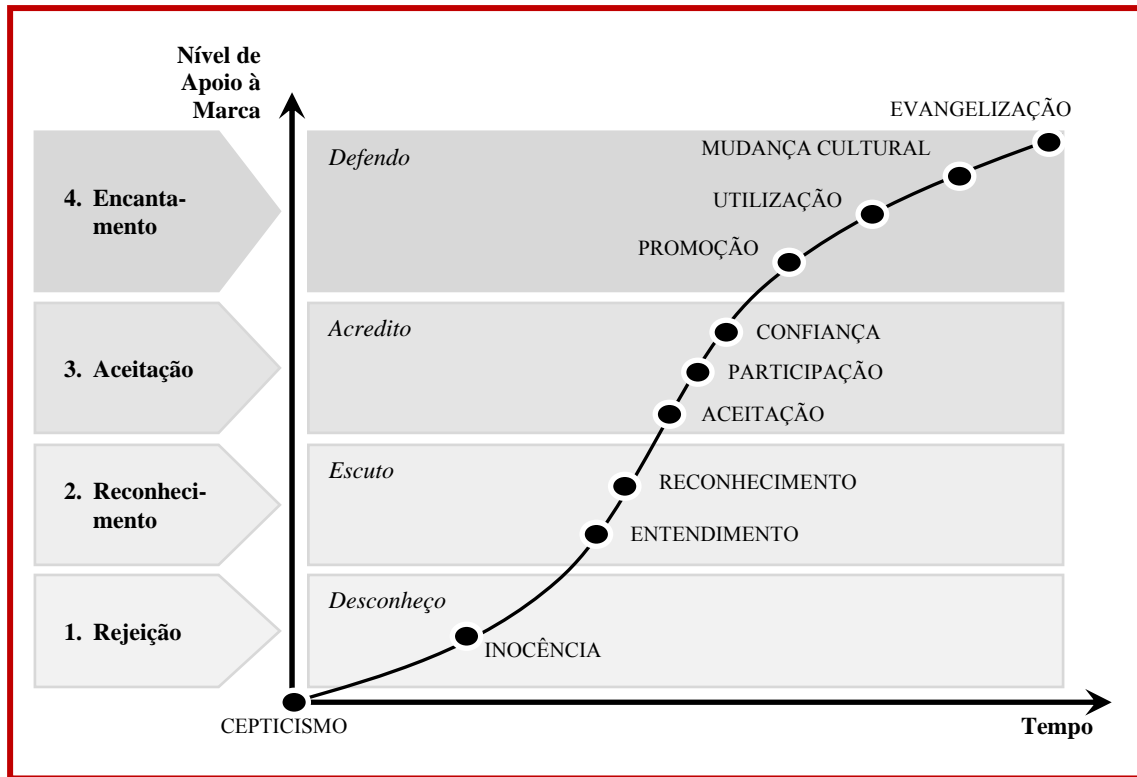 Nível de
Apoio à
Marca
EVANGELIZAÇÃO
4. Encanta-
mento
Defendo
MUDANÇA CULTURAL
UTILIZAÇÃO
PROMOÇÃO
3. Aceitação
Acredito
CONFIANÇA
PARTICIPAÇÃO
ACEITAÇÃO
2. Reconheci-
mento
Escuto
RECONHECIMENTO
ENTENDIMENTO
1. Rejeição
Desconheço
INOCÊNCIA
CEPTICISMO
Tempo